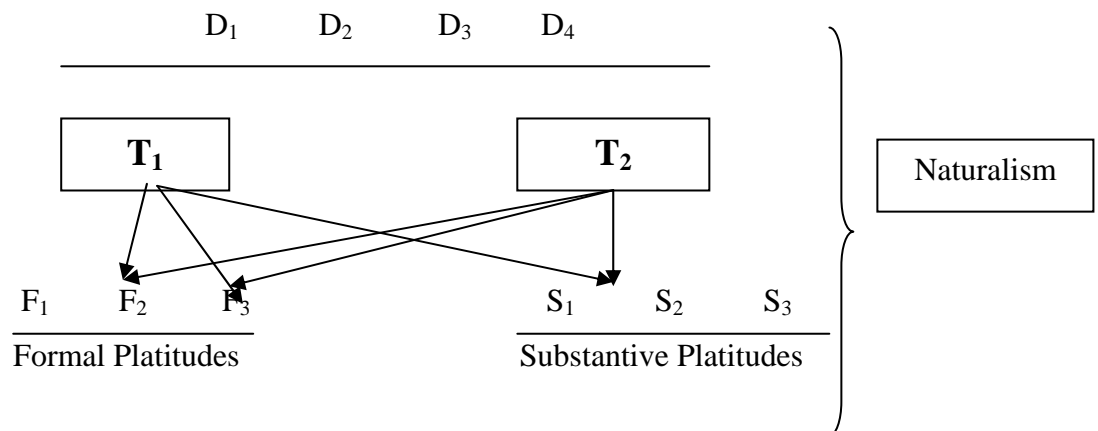 D₁ D₂ D₃ D₄
T₁ T₂
Naturalism
F₁ F₂ F₃ S₁ S₂ S₃
Formal Platitudes Substantive Platitudes